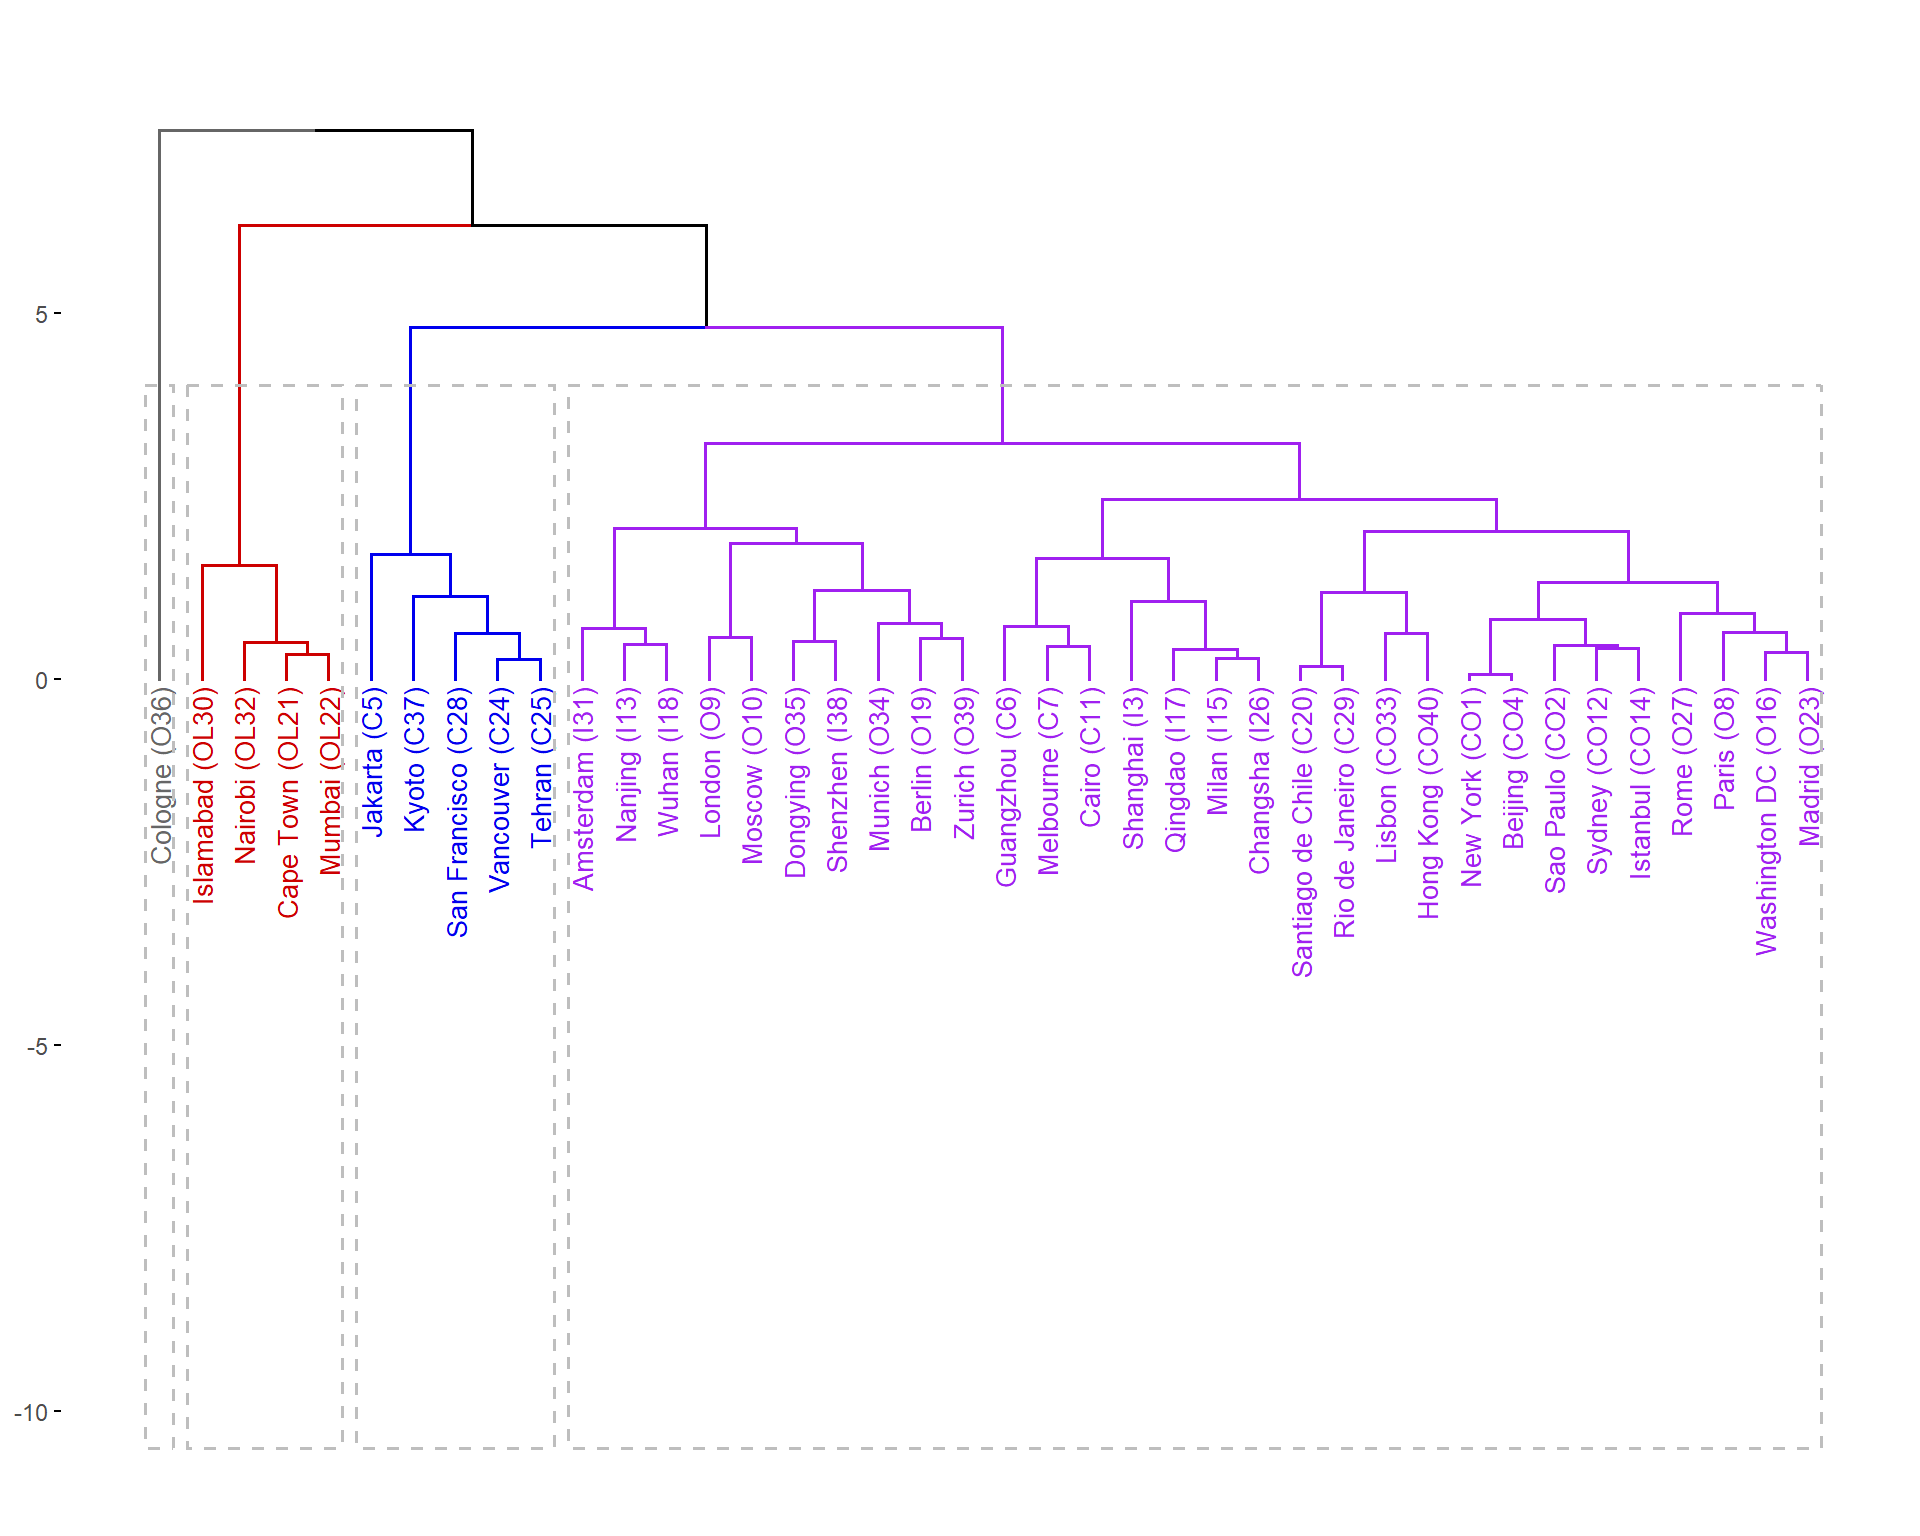 5
0
-5
-10
Cologne (O36)
Islamabad (OL30)
Nairobi (OL32)
Cape Town (OL21)
Mumbai (OL22)
Jakarta (C5)
Kyoto (C37)
San Francisco (C28)
Vancouver (C24)
Tehran (C25)
Amsterdam (I31)
Nanjing (I13)
Wuhan (I18)
London (O9)
Moscow (O10)
Dongying (O35)
Shenzhen (I38)
Munich (O34)
Berlin (O19)
Zurich (O39)
Guangzhou (C6)
Melbourne (C7)
Cairo (C11)
Shanghai (I3)
Qingdao (I17)
Milan (I15)
Changsha (I26)
Santiago de Chile (C20)
Rio de Janeiro (C29)
Lisbon (CO33)
Hong Kong (CO40)
New York (CO1)
Beijing (CO4)
Sao Paulo (CO2)
Sydney (CO12)
Istanbul (CO14)
Rome (O27)
Paris (O8)
Washington DC (O16)
Madrid (O23)